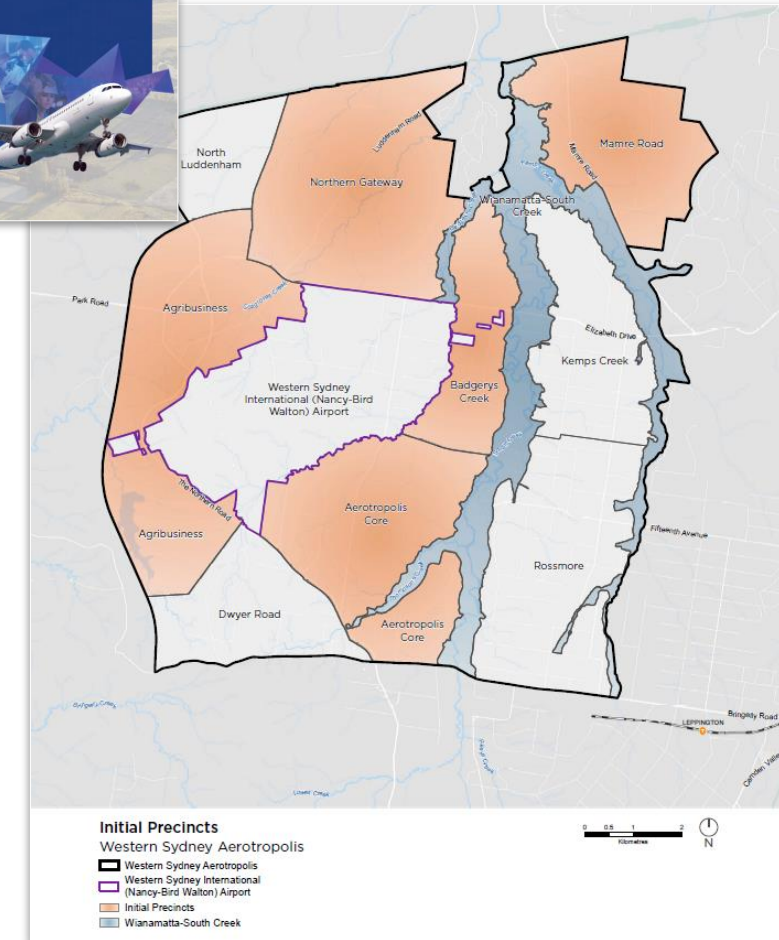 North
Luddenham
Luddenham Road
Northern Gateway
Mamre Road
Mamre Road
Wianamatta-South
Creek
Park Road
Agribusiness
Elizabeth Drive
Kemps Creek
Western Sydney
International (Nancy-Bird
Walton) Airport
Badgerys
Creek
The Northern Road
Agribusiness
Aerotropolis
Core
Fifteenth Avenue
Rossmore
Dwyer Road
Aerotropolis
Core
Bringelly Road
LEPPINGTON
Lowes Creek
Initial Precincts
Western Sydney Aerotropolis
Western Sydney Aerotropolis
Western Sydney International
(Nancy-Bird Walton) Airport
Initial Precincts
Wianamatta-South Creek
0 0.5 1 2
Kilometres
N